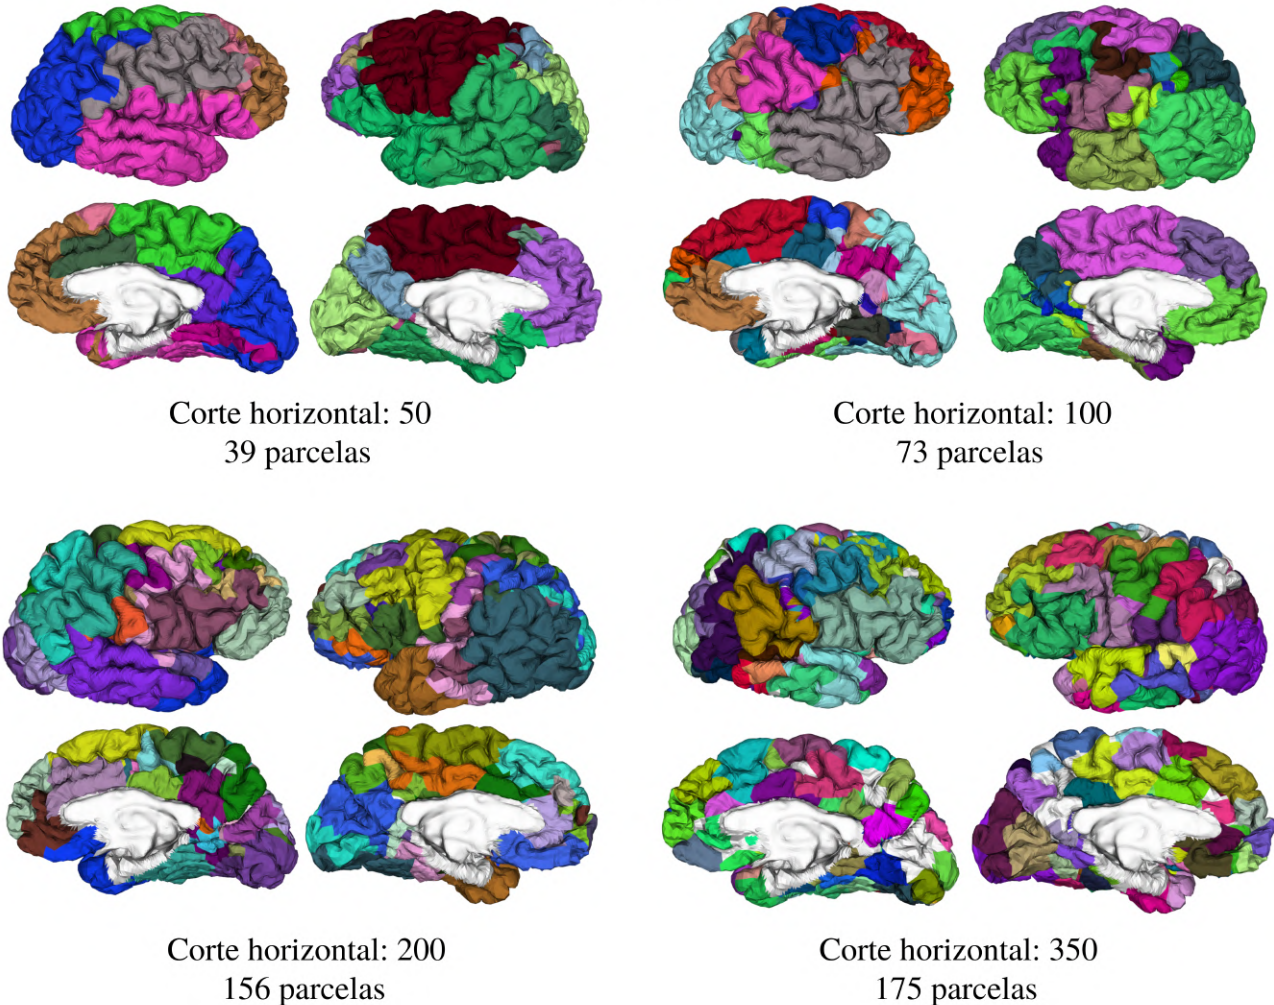 Corte horizontal: 50
39 parcelas
Corte horizontal: 100
73 parcelas
Corte horizontal: 200
156 parcelas
Corte horizontal: 350
175 parcelas